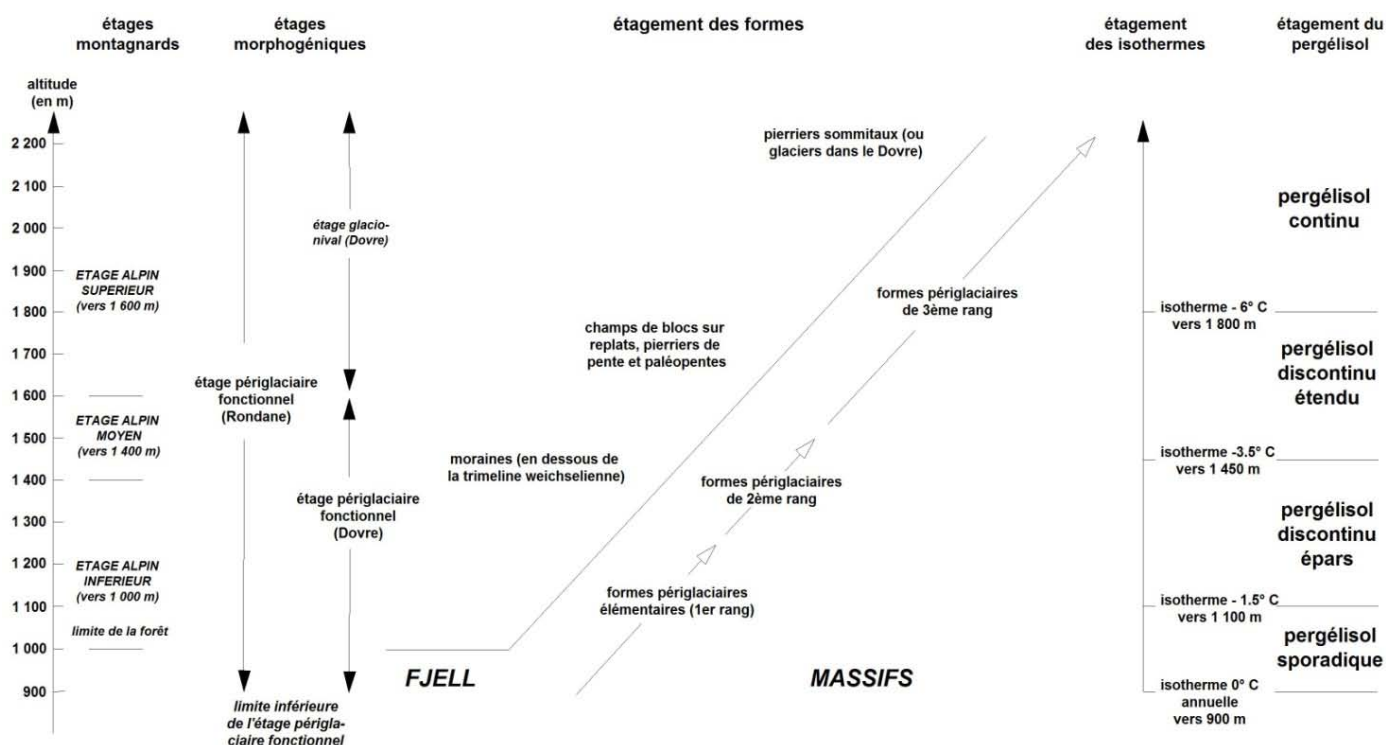 étages
montagnards
étages
morphogéniques
étagement des formes
étagement
des isothermes
étagement du
pergélisol
altitude
(en m)
2 200
2 100
2 000
1 900
1 800
1 700
1 600
1 500
1 400
1 300
1 200
1 100
1 000
900
ETAGE ALPIN
SUPERIEUR
(vers 1 600 m)
ETAGE ALPIN
MOYEN
(vers 1 400 m)
ETAGE ALPIN
INFERIEUR
(vers 1 000 m)
limite de la forêt
étage périglaciaire
fonctionnel
(Rondane)
étage glacio-
nival (Dovre)
étage périglaciaire
fonctionnel
(Dovre)
limite inférieure
de l'étage périgla-
ciaire fonctionnel
pierriers sommitaux (ou
glaciers dans le Dovre)
champs de blocs sur
replats, pierriers de
pente et paléopentes
moraines (en dessous de
la trimeline weichselienne)
formes périglaciaires
de 3ème rang
formes périglaciaires
de 2ème rang
formes périglaciaires
élémentaires (1er rang)
FJELL
MASSIFS
isotherme - 6° C
vers 1 800 m
isotherme -3.5° C
vers 1 450 m
isotherme - 1.5° C
vers 1 100 m
isotherme 0° C
annuelle
vers 900 m
pergélisol
continu
pergélisol
discontinu
étendu
pergélisol
discontinu
épars
pergélisol
sporadique